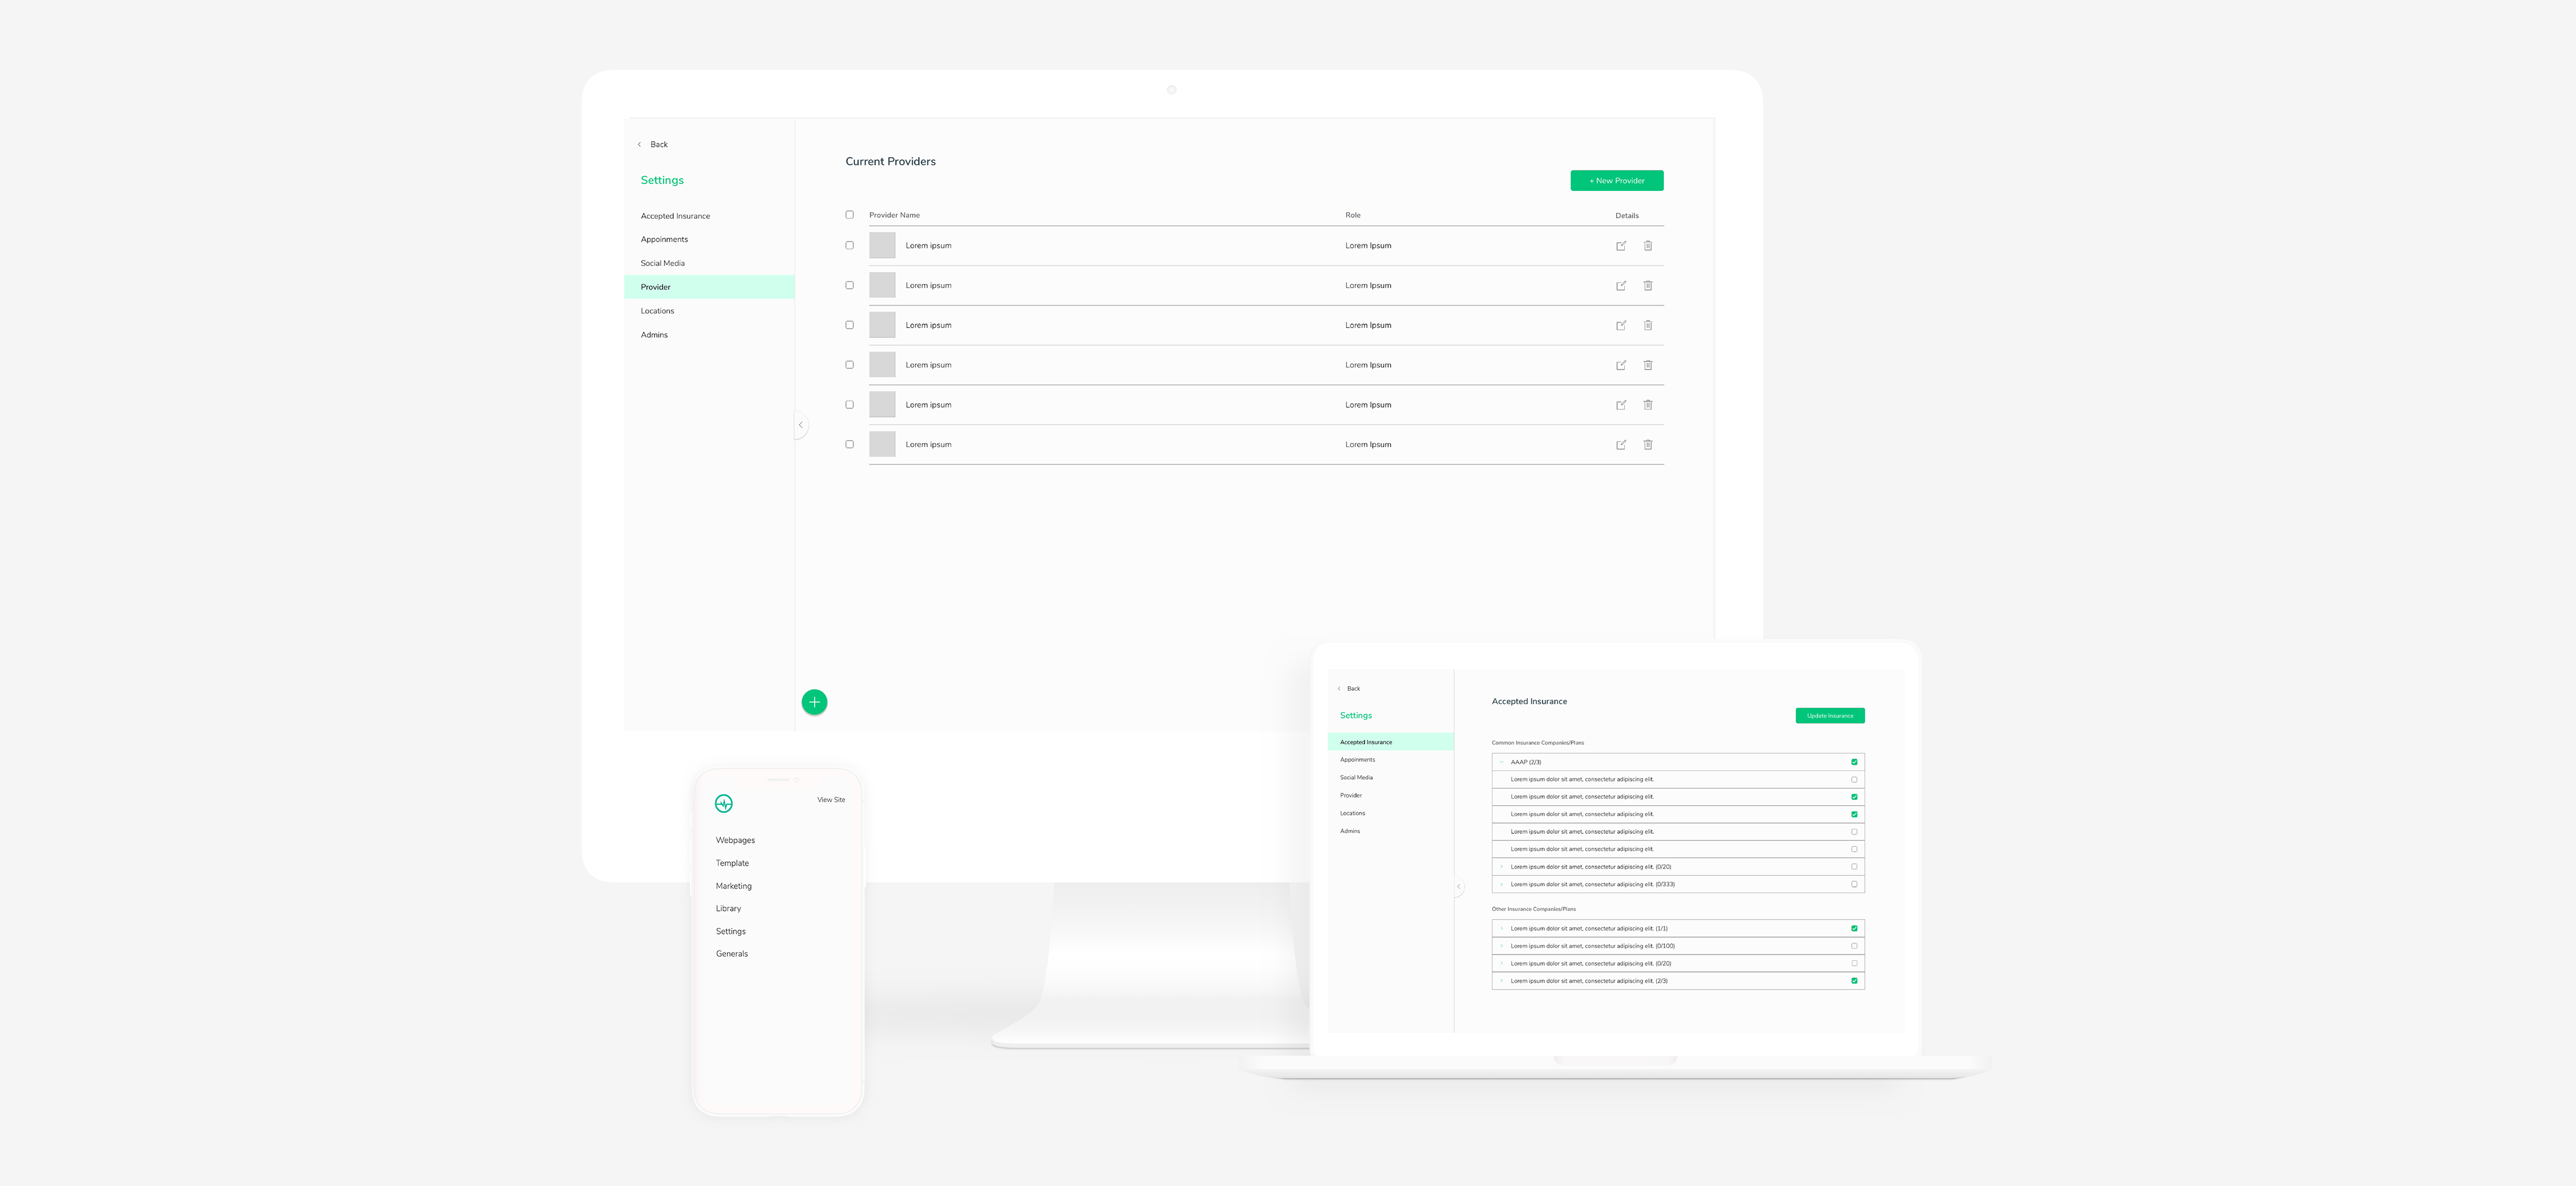 Back
Settings
Accepted Insurance
Appoinments
Social Media
Provider
Locations
Admins
Current Providers
+ New Provider
Provider Name Role Details
Lorem ipsum Lorem Ipsum
Lorem ipsum Lorem Ipsum
Lorem ipsum Lorem Ipsum
Lorem ipsum Lorem Ipsum
Lorem ipsum Lorem Ipsum
Lorem ipsum Lorem Ipsum
View Site
Webpages
Template
Marketing
Library
Settings
Generals
Back
Settings
Accepted Insurance
Appointments
Social Media
Provider
Locations
Admins
Accepted Insurance
Update Insurance
Common Insurance Companies/Plans
AAAP (2/3)
Lorem ipsum dolor sit amet, consectetur adipiscing elit.
Lorem ipsum dolor sit amet, consectetur adipiscing elit.
Lorem ipsum dolor sit amet, consectetur adipiscing elit.
Lorem ipsum dolor sit amet, consectetur adipiscing elit.
Lorem ipsum dolor sit amet, consectetur adipiscing elit.
Lorem ipsum dolor sit amet, consectetur adipiscing elit. (0/20)
Lorem ipsum dolor sit amet, consectetur adipiscing elit. (0/333)
Other Insurance Companies/Plans
Lorem ipsum dolor sit amet, consectetur adipiscing elit. (1/1)
Lorem ipsum dolor sit amet, consectetur adipiscing elit. (0/100)
Lorem ipsum dolor sit amet, consectetur adipiscing elit. (0/20)
Lorem ipsum dolor sit amet, consectetur adipiscing elit. (2/3)